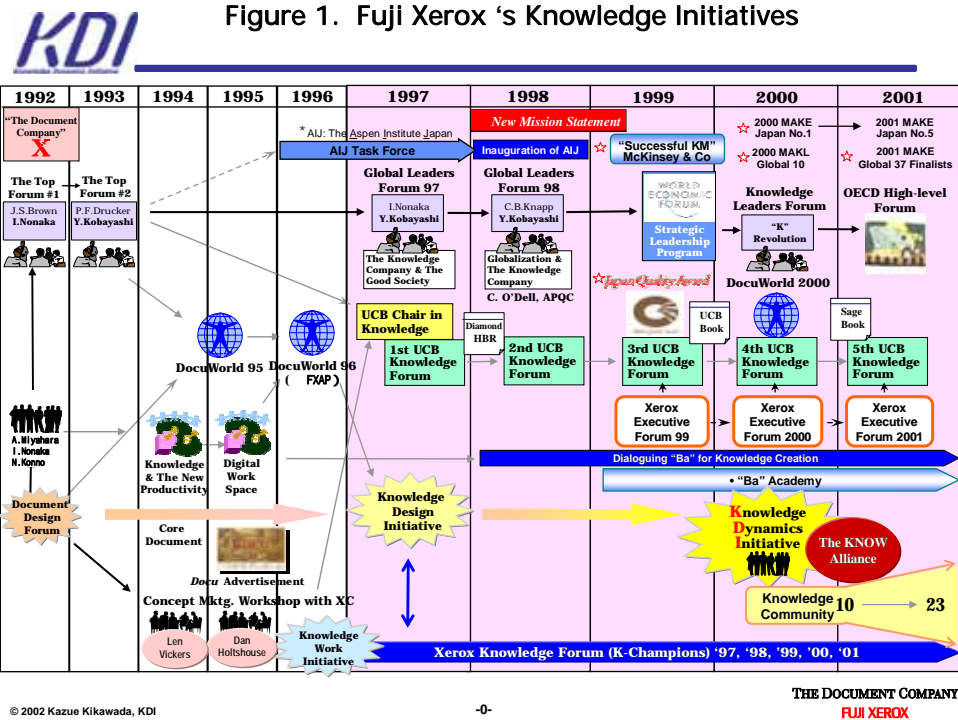 Figure 1. Fuji Xerox ‘s Knowledge Initiatives
KDI
Knowledge Dynamics Initiative
1992 1993 1994 1995 1996 1997 1998 1999 2000 2001
“The Document
Company”
X
The Top
Forum #1
The Top
Forum #2
J.S.Brown
I.Nonaka
P.F.Drucker
Y.Kobayashi
* AIJ: The Aspen Institute Japan
AIJ Task Force
New Mission Statement
Inauguration of AIJ
“Successful KM”
McKinsey & Co
2000 MAKE
Japan No.1
2001 MAKE
Japan No.5
2000 MAKL
Global 10
2001 MAKE
Global 37 Finalists
Global Leaders
Forum 97
Global Leaders
Forum 98
I.Nonaka
Y.Kobayashi
C.B.Knapp
Y.Kobayashi
The Knowledge
Company & The
Good Society
Globalization &
The Knowledge
Company
C. O’Dell, APQC
WORLD
ECONOMIC
FORUM
Strategic
Leadership
Program
Knowledge
Leaders Forum
“K”
Revolution
OECD High-level
Forum
Japan Quality Award
DocuWorld 2000
UCB Chair in
Knowledge
Diamond
HBR
UCB
Book
Sage
Book
1st UCB
Knowledge
Forum
2nd UCB
Knowledge
Forum
3rd UCB
Knowledge
Forum
4th UCB
Knowledge
Forum
5th UCB
Knowledge
Forum
DocuWorld 95
DocuWorld 96
( FXAP )
Xerox
Executive
Forum 99
Xerox
Executive
Forum 2000
Xerox
Executive
Forum 2001
A.Miyahara
I.Nonaka
N.Konno
Knowledge
& The New
Productivity
Digital
Work
Space
Dialoguing “Ba” for Knowledge Creation
• “Ba” Academy
Document
Design
Forum
Core
Document
Docu Advertisement
Knowledge
Design
Initiative
Knowledge
Dynamics
Initiative
The KNOW
Alliance
Concept Mktg. Workshop with XC
Len
Vickers
Dan
Holtshouse
Knowledge
Work
Initiative
Knowledge
Community
10 23
Xerox Knowledge Forum (K-Champions) ‘97, ‘98, ’99, ’00, ‘01
© 2002 Kazue Kikawada, KDI
-0-
THE DOCUMENT COMPANY
FUJI XEROX